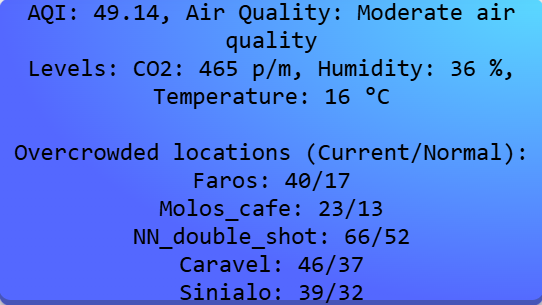 AQI: 49.14, Air Quality: Moderate air
quality
Levels: CO2: 465 p/m, Humidity: 36 %,
Temperature: 16 °C
Overcrowded locations (Current/Normal):
Faros: 40/17
Molos_cafe: 23/13
NN_double_shot: 66/52
Caravel: 46/37
Sinialo: 39/32